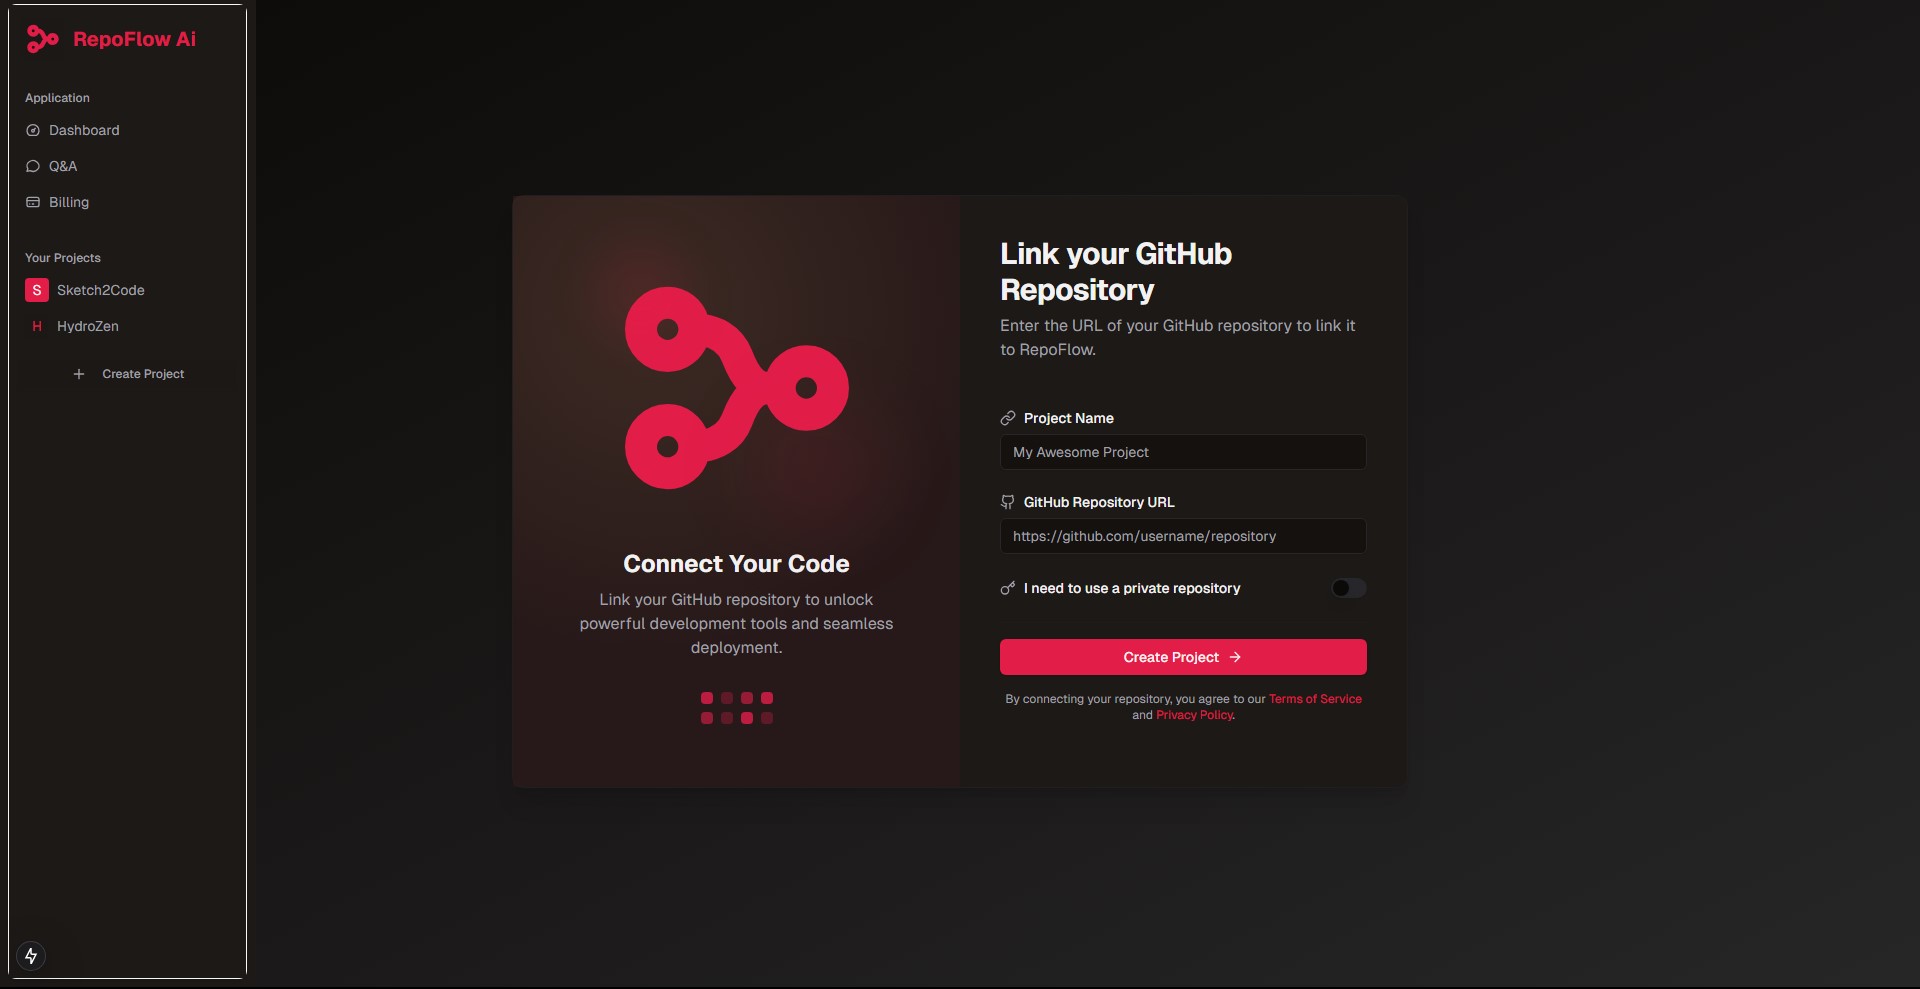 RepoFlow Ai
Application
Dashboard
Q&A
Billing
Your Projects
S Sketch2Code
H HydroZen
Create Project
Connect Your Code
Link your GitHub repository to unlock
powerful development tools and seamless
deployment.
Link your GitHub
Repository
Enter the URL of your GitHub repository to link it
to RepoFlow.
Project Name
My Awesome Project
GitHub Repository URL
https://github.com/username/repository
I need to use a private repository
Create Project
By connecting your repository, you agree to our Terms of Service
and Privacy Policy.